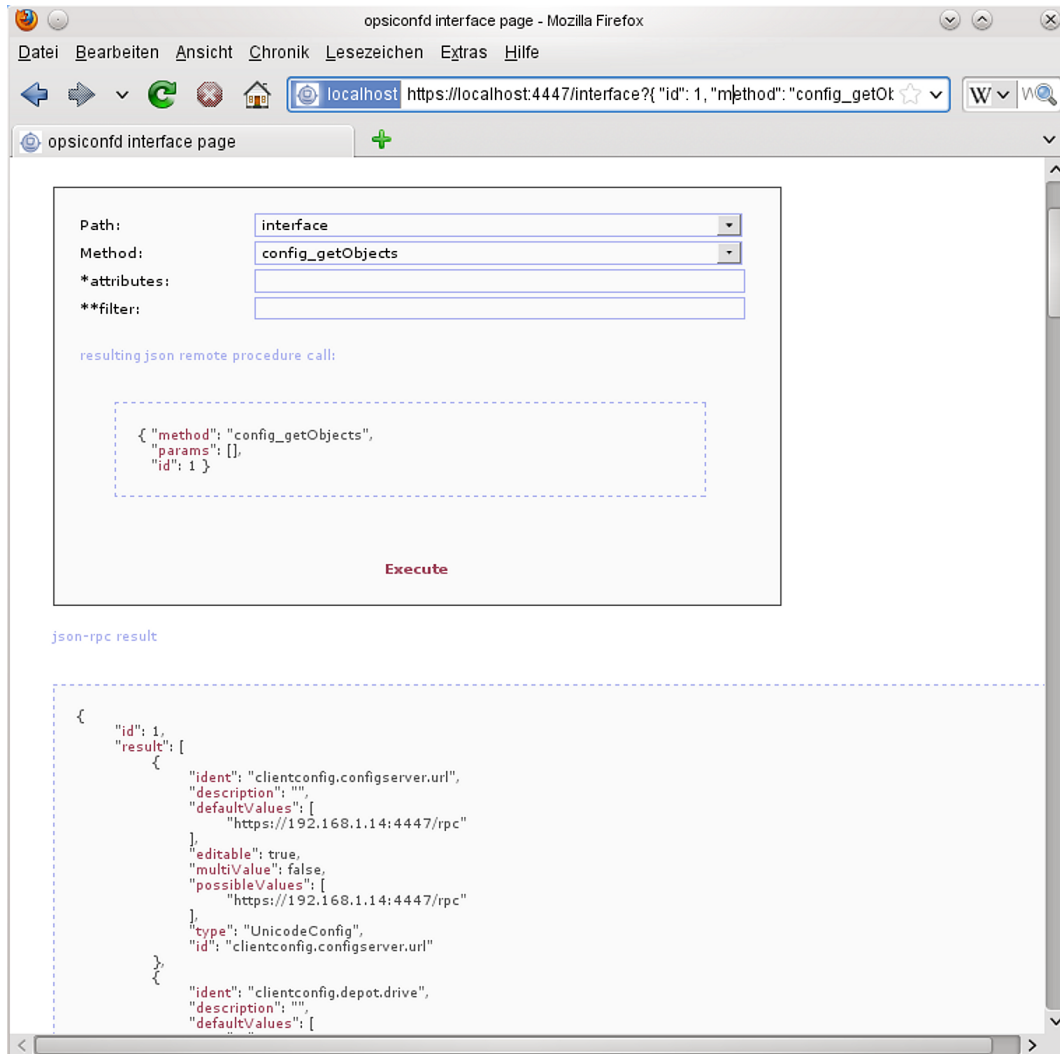 opsiconfd interface page - Mozilla Firefox
Datei Bearbeiten Ansicht Chronik Lesezeichen Extras Hilfe
localhost https://localhost:4447/interface?{ "id": 1, "method": "config_getOb
W
opsiconfd interface page
Path: interface
Method: config_getObjects
*attributes:
**filter:
resulting json remote procedure call:
{ "method": "config_getObjects",
"params": [],
"id": 1 }
Execute
json-rpc result
{
"id": 1,
"result": [
{
"ident": "clientconfig.configserver.url",
"description": "",
"defaultValues": [
"https://192.168.1.14:4447/rpc"
],
"editable": true,
"multiValue": false,
"possibleValues": [
"https://192.168.1.14:4447/rpc"
],
"type": "UnicodeConfig",
"id": "clientconfig.configserver.url"
},
{
"ident": "clientconfig.depot.drive",
"description": "",
"defaultValues": [